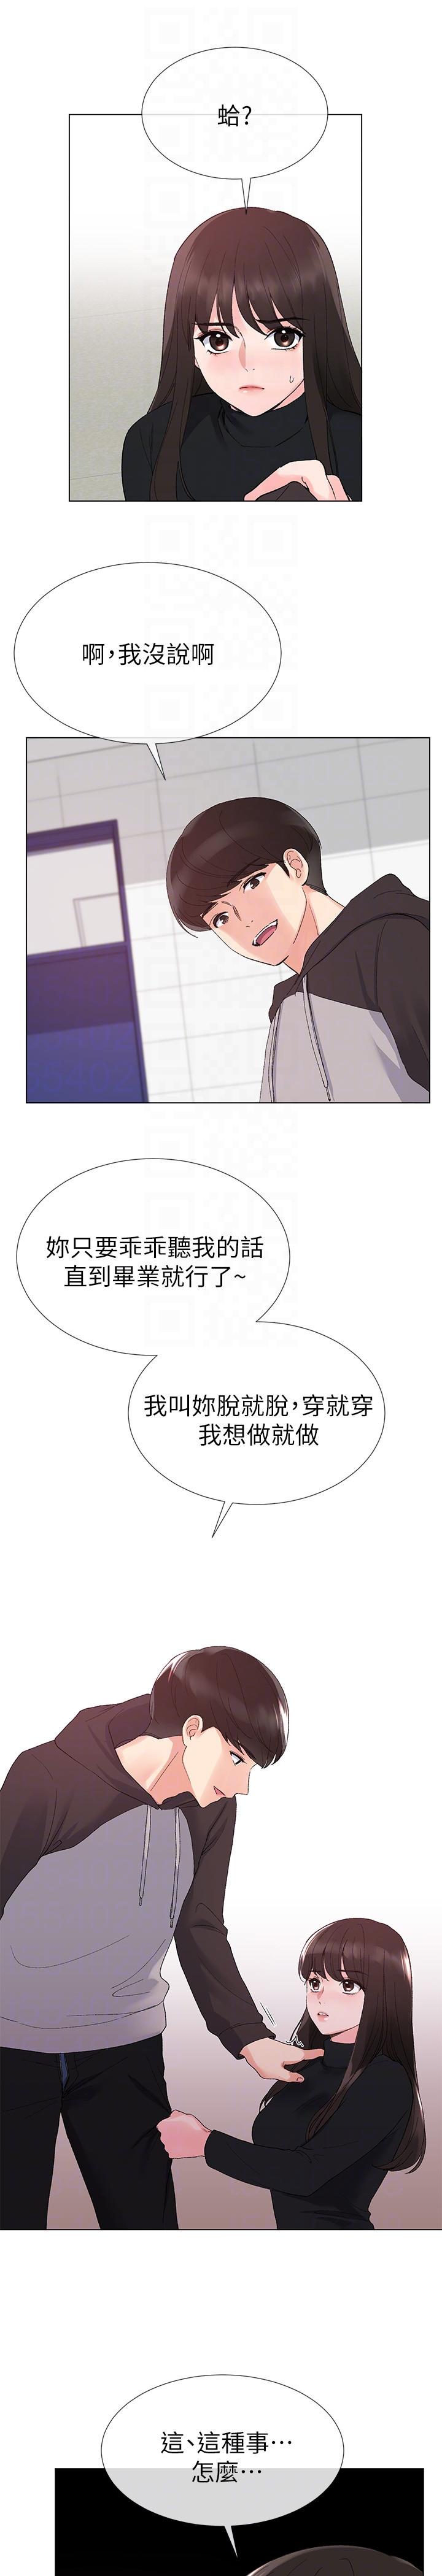 蛤?
啊,我沒說啊
妳只要乖乖聽我的話
直到畢業就行了~
我叫妳脫就脫,穿就穿
我想做就做
這、這種事…
怎麼…